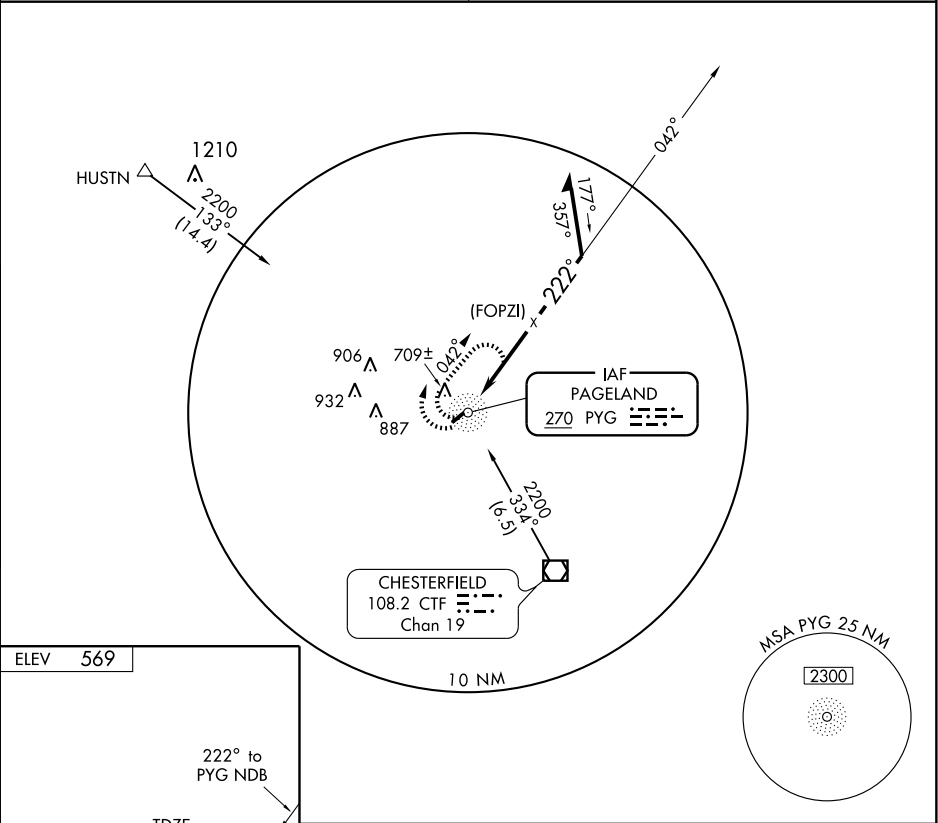 042°
1210
HUSTN
2200
133°
(14.4)
177°
357°
222°
(FOPZI)
042°
906
709±
932
887
IAF
PAGELAND
270 PYG
2200
334°
(6.5)
CHESTERFIELD
108.2 CTF
Chan 19
10 NM
MSA PYG 25 NM
2300
ELEV 569
222° to
PYG NDB
TDZE